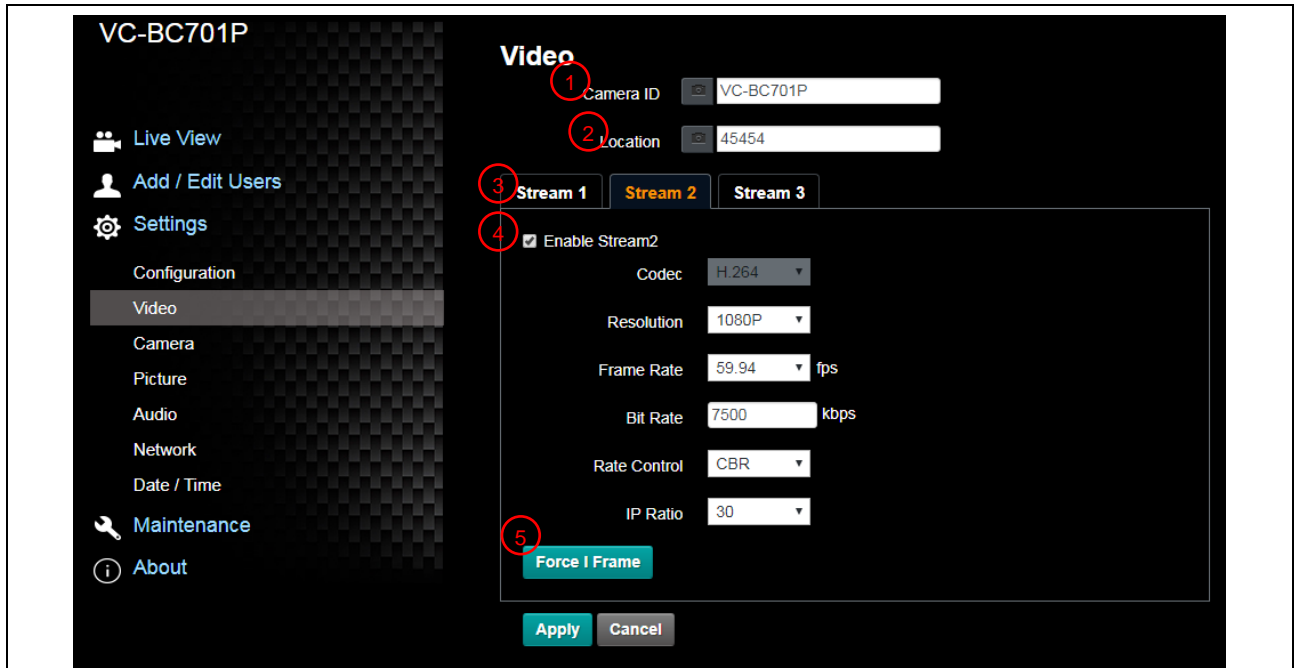 VC-BC701P
Live View
Add / Edit Users
Settings
Configuration
Video
Camera
Picture
Audio
Network
Date / Time
Maintenance
About
Video
1 Camera ID VC-BC701P
2 Location 45454
3 Stream 1 Stream 2 Stream 3
4 Enable Stream2
Codec H.264
Resolution 1080P
Frame Rate 59.94 fps
Bit Rate 7500 kbps
Rate Control CBR
IP Ratio 30
5
Force I Frame
Apply Cancel